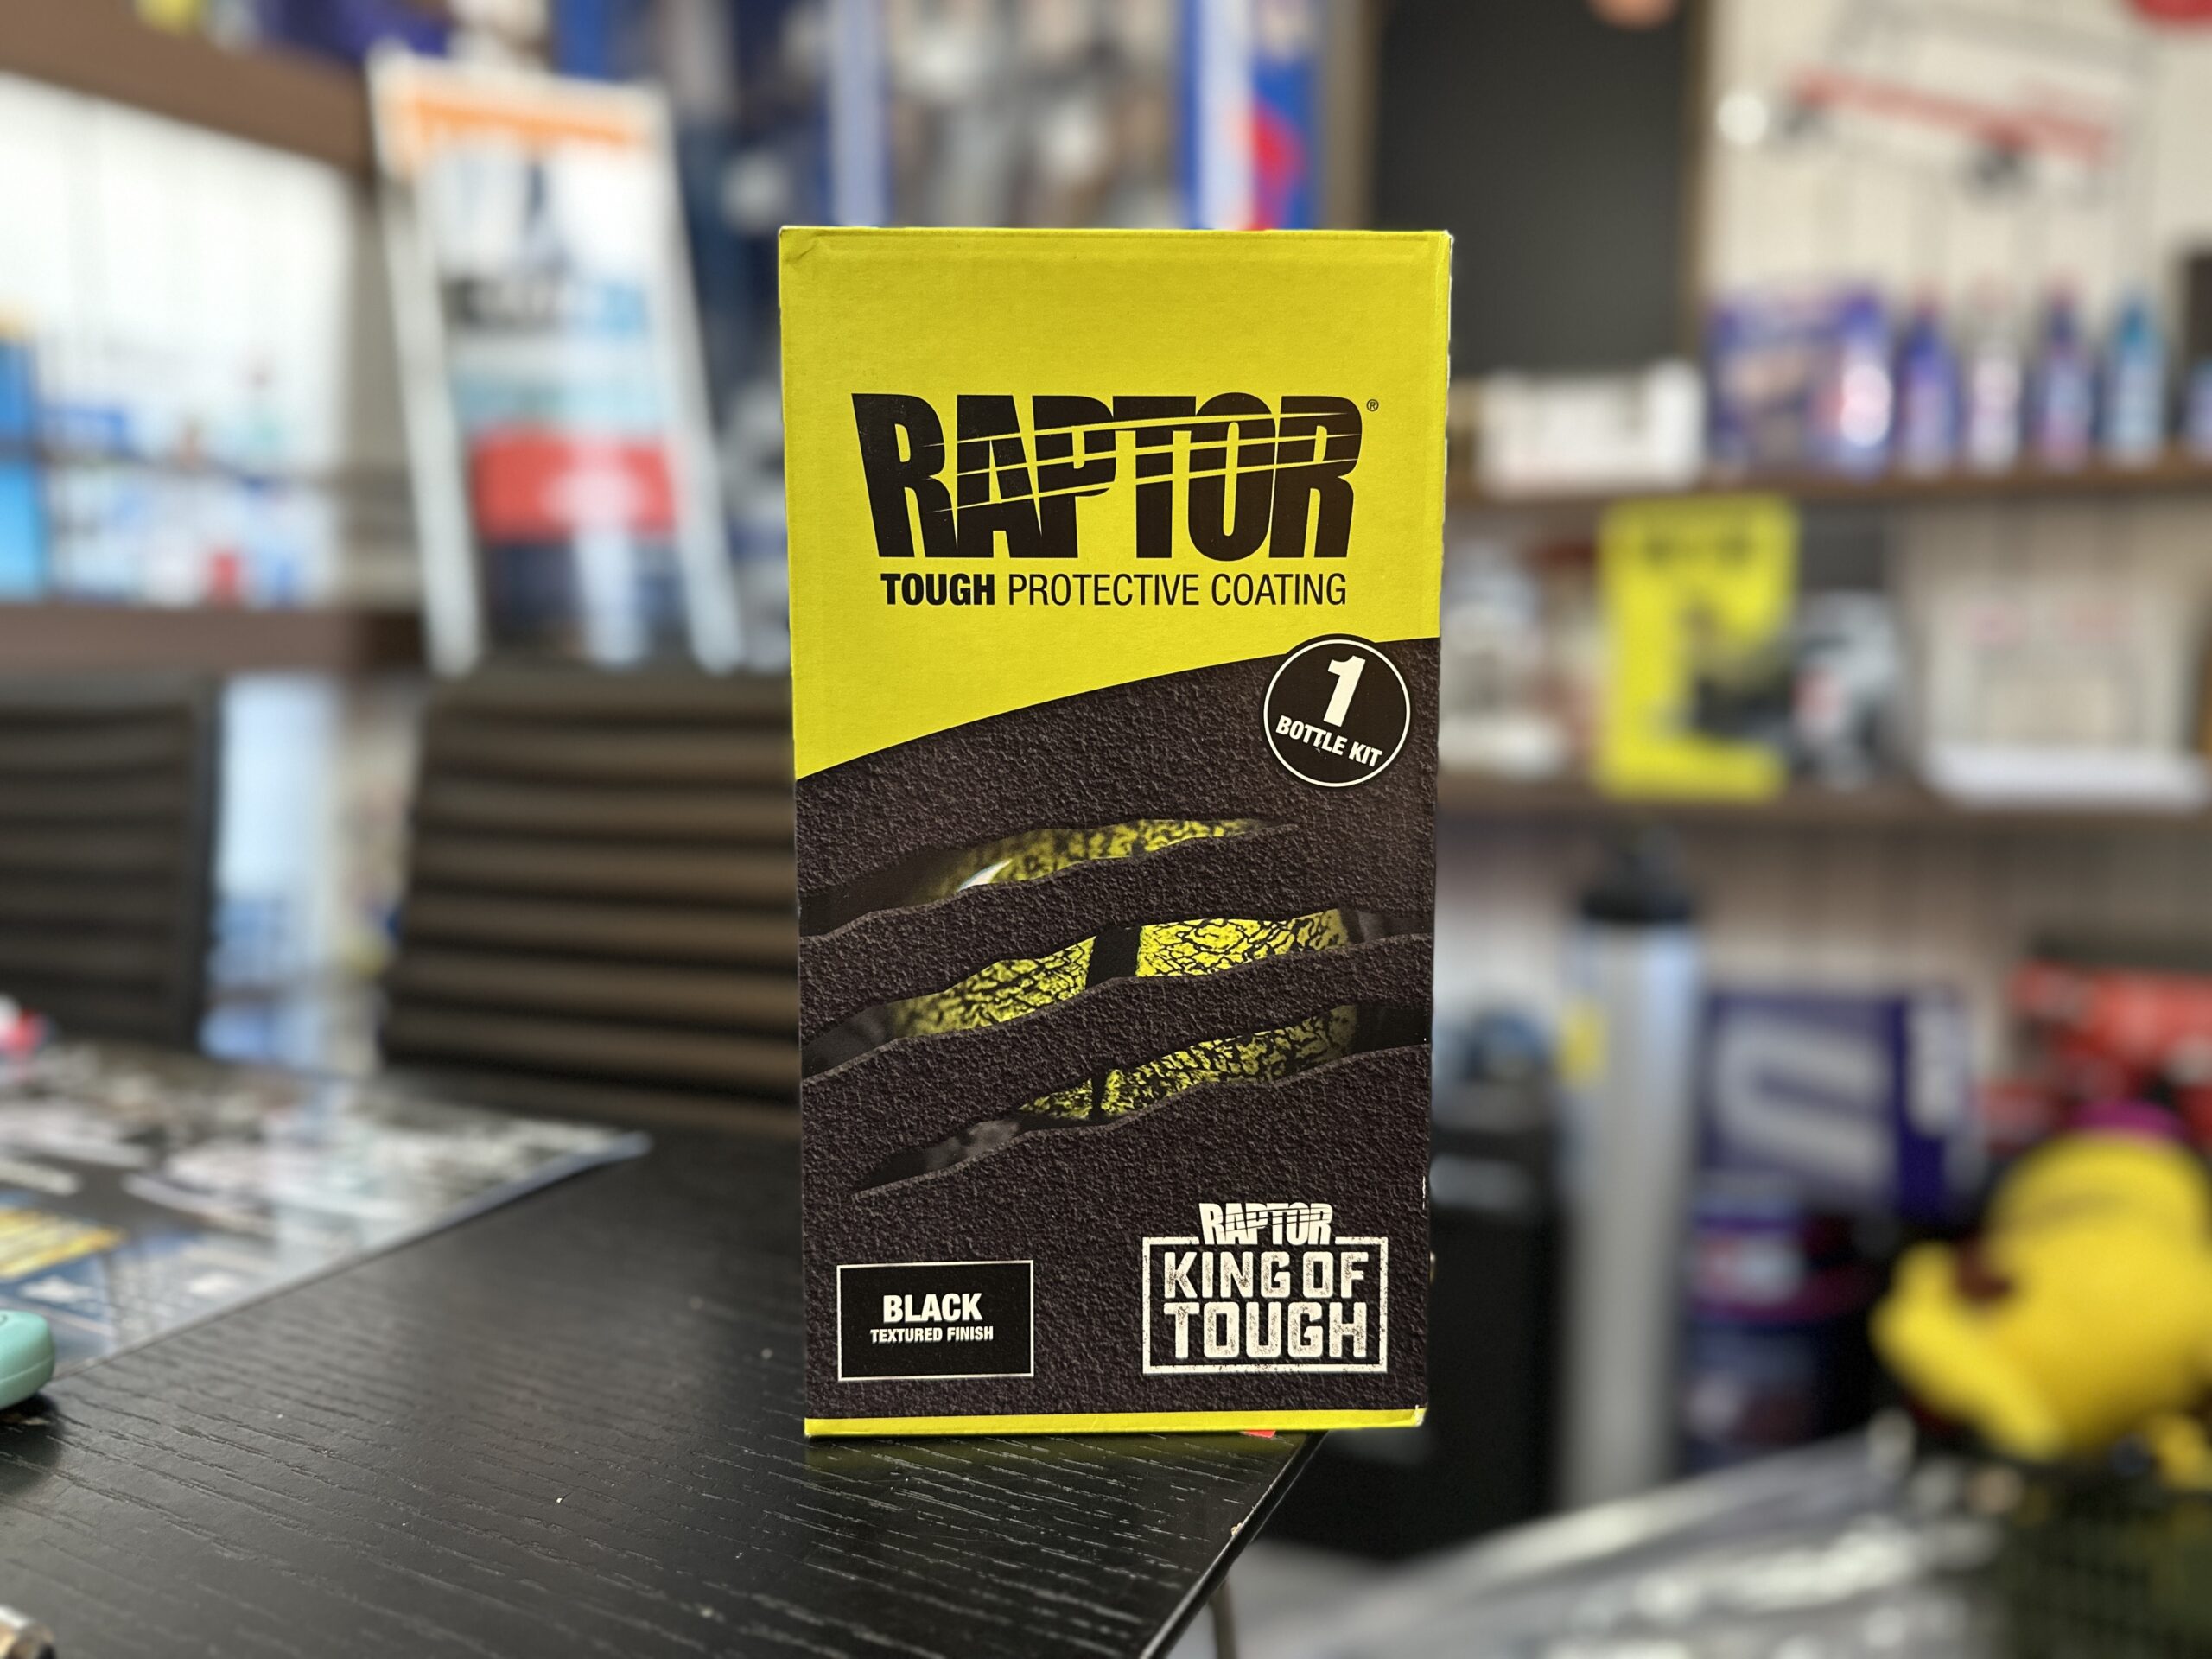 RAPTOR®
TOUGH PROTECTIVE COATING
1
BOTTLE KIT
RAPTOR
KING OF
TOUGH
BLACK
TEXTURED FINISH